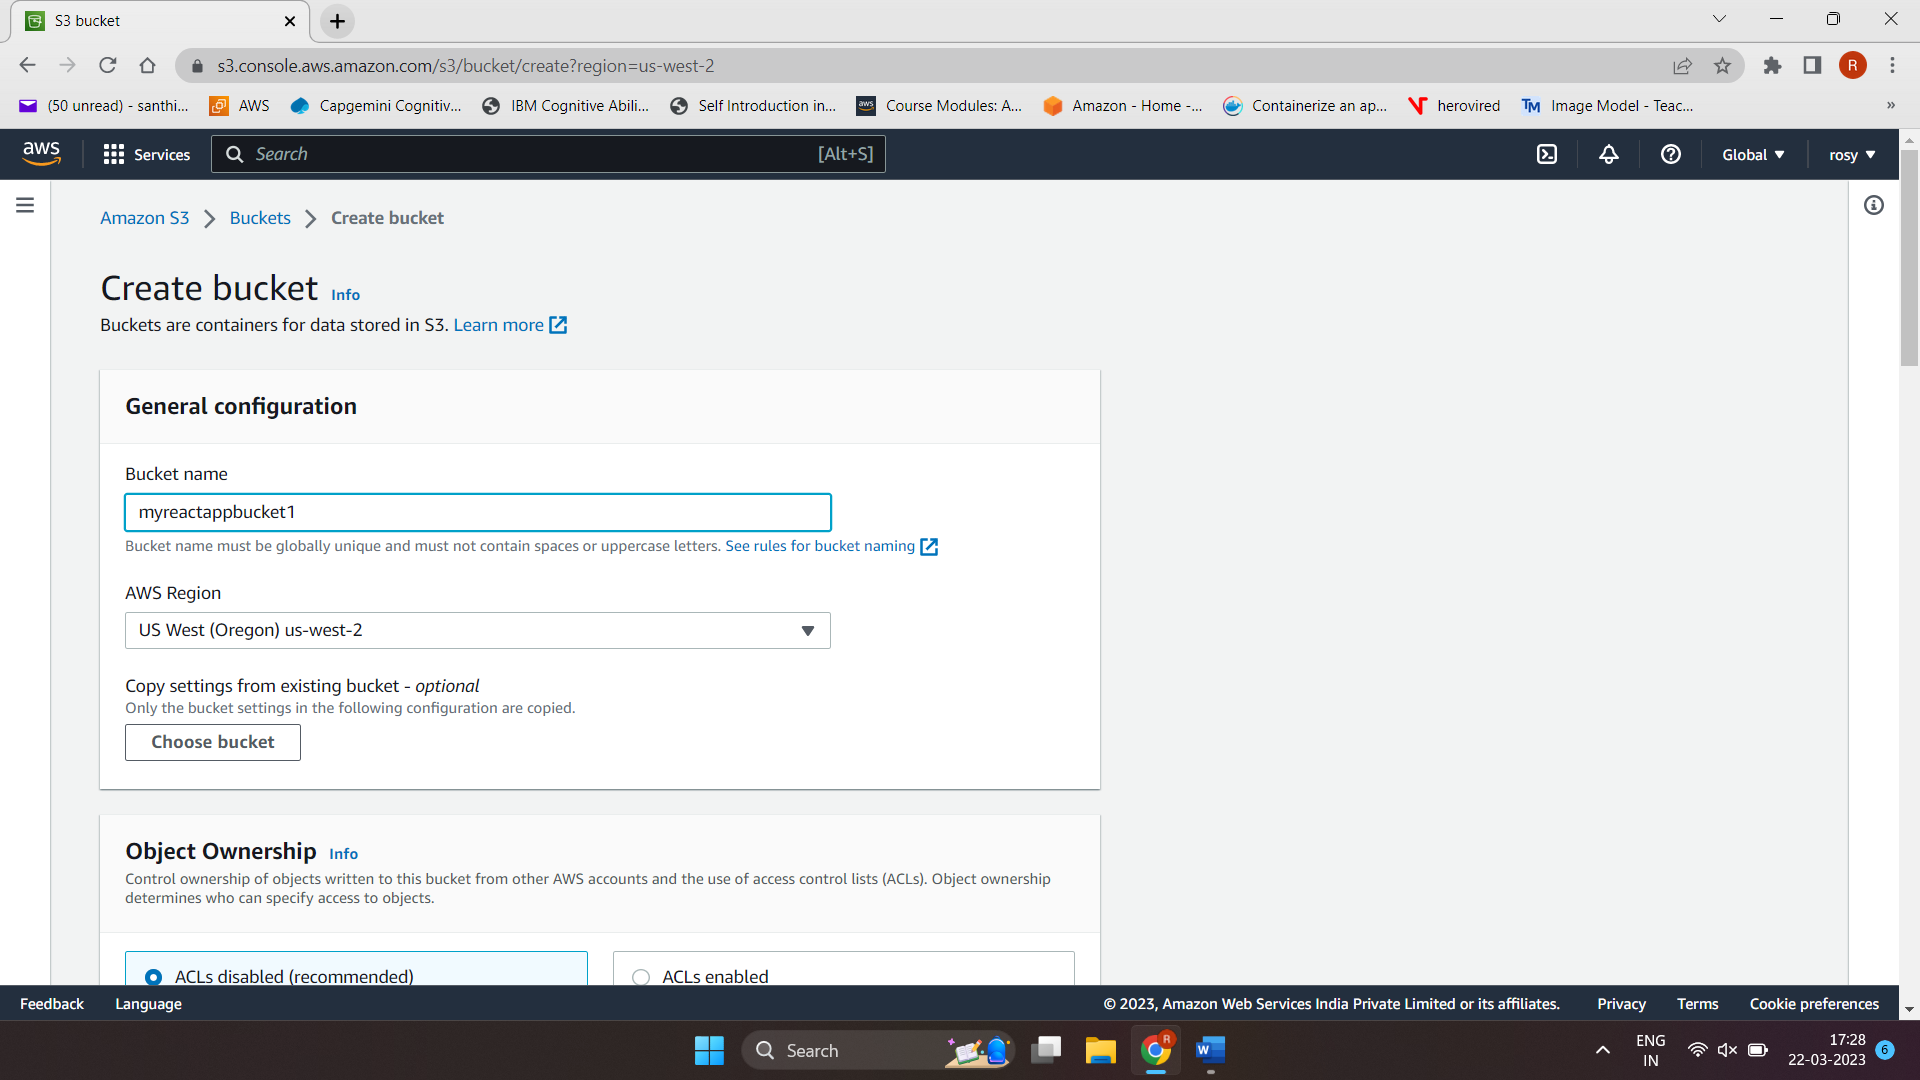 S3 bucket
s3.console.aws.amazon.com/s3/bucket/create?region=us-west-2
R
(50 unread) - santhi...
AWS
Capgemini Cognitiv...
IBM Cognitive Abili...
Self Introduction in...
aws
Course Modules: A...
Amazon - Home -...
Containerize an ap...
herovired
TM
Image Model - Teac...
»
aws
Services
Search
[Alt+S]
Global
rosy
Amazon S3
Buckets
Create bucket
Create bucket Info
Buckets are containers for data stored in S3. Learn more
General configuration
Bucket name
myreactappbucket1
Bucket name must be globally unique and must not contain spaces or uppercase letters. See rules for bucket naming
AWS Region
US West (Oregon) us-west-2
Copy settings from existing bucket - optional
Only the bucket settings in the following configuration are copied.
Choose bucket
Object Ownership Info
Control ownership of objects written to this bucket from other AWS accounts and the use of access control lists (ACLs). Object ownership
determines who can specify access to objects.
ACLs disabled (recommended)
ACLs enabled
Feedback
Language
© 2023, Amazon Web Services India Private Limited or its affiliates.
Privacy
Terms
Cookie preferences
Search
R
W
ENG
IN
17:28
22-03-2023
6